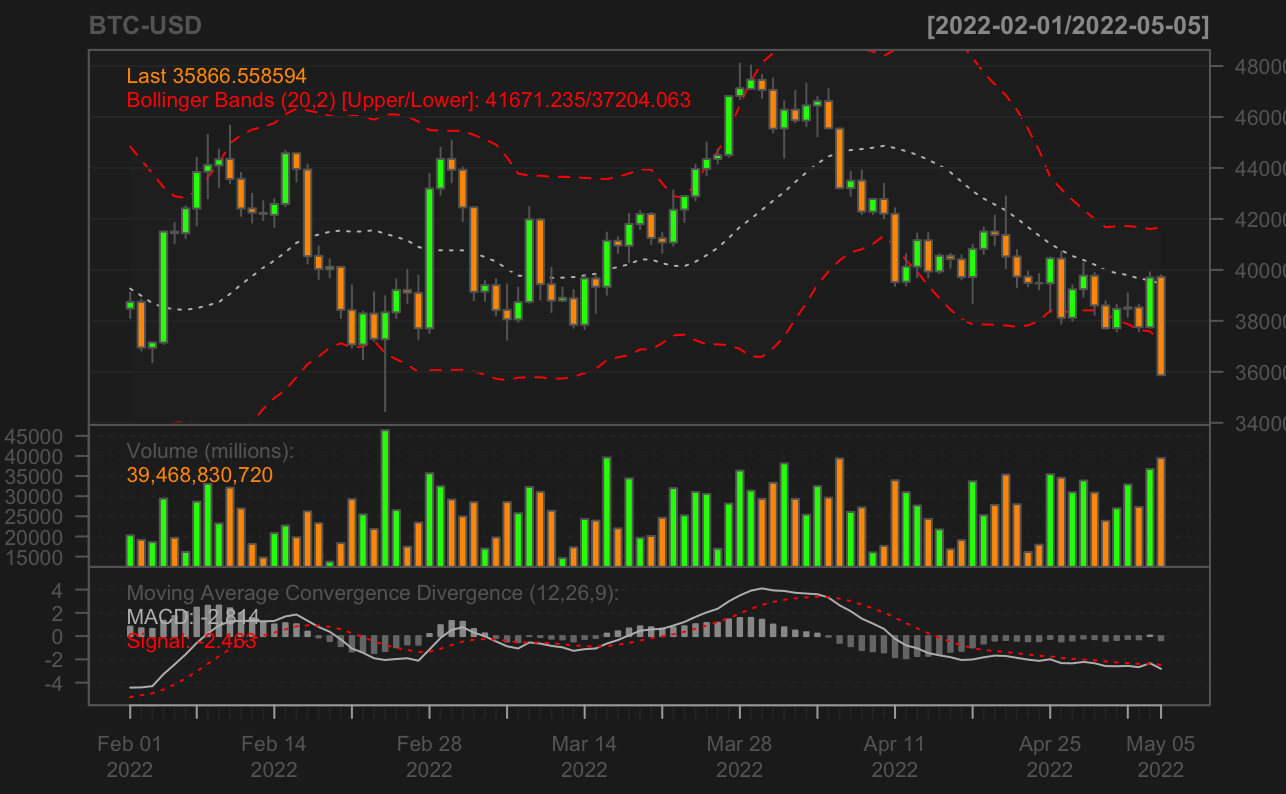 BTC-USD [2022-02-01/2022-05-05]
Last 35866.558594
Bollinger Bands (20,2) [Upper/Lower]: 41671.235/37204.063
48000
46000
44000
42000
40000
38000
36000
34000
Volume (millions):
39,468,830,720
45000
40000
35000
30000
25000
20000
15000
Moving Average Convergence Divergence (12,26,9):
MACD: -2.814
Signal: -2.463
4
2
0
-2
-4
Feb 01 Feb 14 Feb 28 Mar 14 Mar 28 Apr 11 Apr 25 May 05
2022 2022 2022 2022 2022 2022 2022 2022